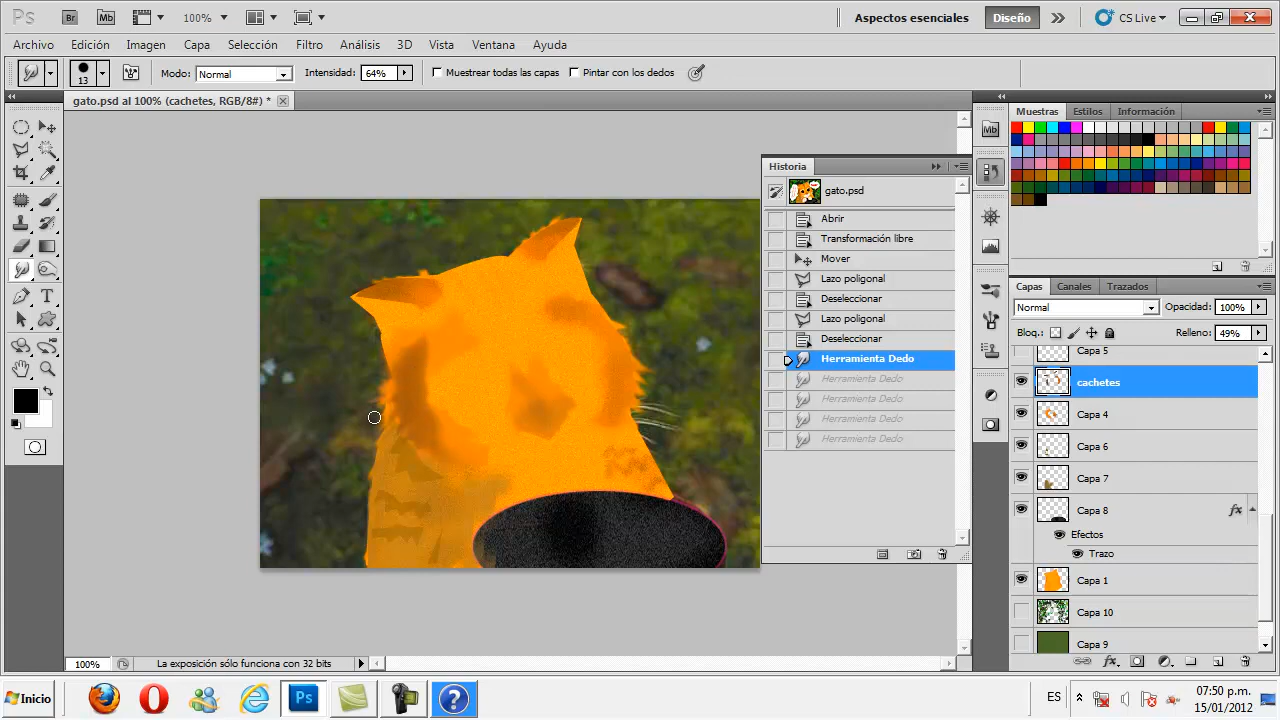 Ps
Br
Mb
100%
Aspectos esenciales
Diseño
CS Live
Archivo
Edición
Imagen
Capa
Selección
Filtro
Análisis
3D
Vista
Ventana
Ayuda
13
Modo:
Normal
Intensidad:
64%
Muestrear todas las capas
Pintar con los dedos
gato.psd al 100% (cachetes, RGB/8#) *
Muestras
Estilos
Información
Mb
Historia
gato.psd
Abrir
Transformación libre
Mover
Lazo poligonal
Deseleccionar
Lazo poligonal
Deseleccionar
Herramienta Dedo
Herramienta Dedo
Herramienta Dedo
Herramienta Dedo
Herramienta Dedo
Capas
Canales
Trazados
Normal
Opacidad:
100%
Bloq.:
Relleno:
49%
Capa 5
cachetes
Capa 4
Capa 6
Capa 7
Capa 8
fx
Efectos
Trazo
Capa 1
Capa 10
Capa 9
100%
La exposición sólo funciona con 32 bits
Inicio
Ps
ES
07:50 p.m.
15/01/2012